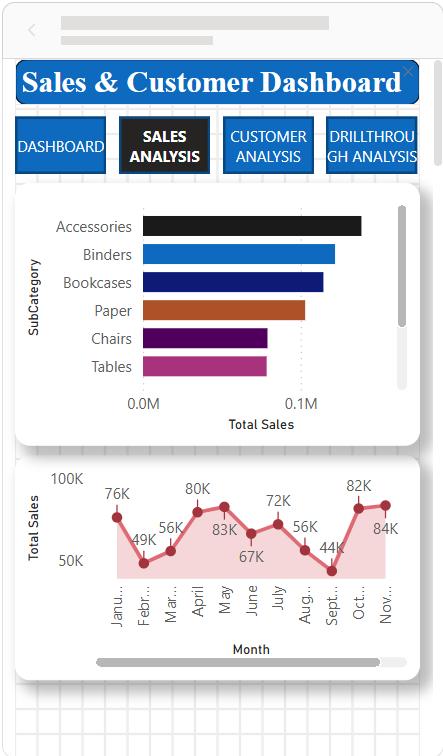 Sales & Customer Dashboard
DASHBOARD
SALES
ANALYSIS
CUSTOMER
ANALYSIS
DRILLTHROU
GH ANALYSIS
SubCategory
Accessories
Binders
Bookcases
Paper
Chairs
Tables
0.0M 0.1M
Total Sales
Total Sales
100K
50K
76K
49K
56K
80K
83K
67K
72K
56K
44K
82K
84K
Janu...
Febr...
Mar...
April
May
June
July
Aug...
Sept...
Oct...
Nov...
Month